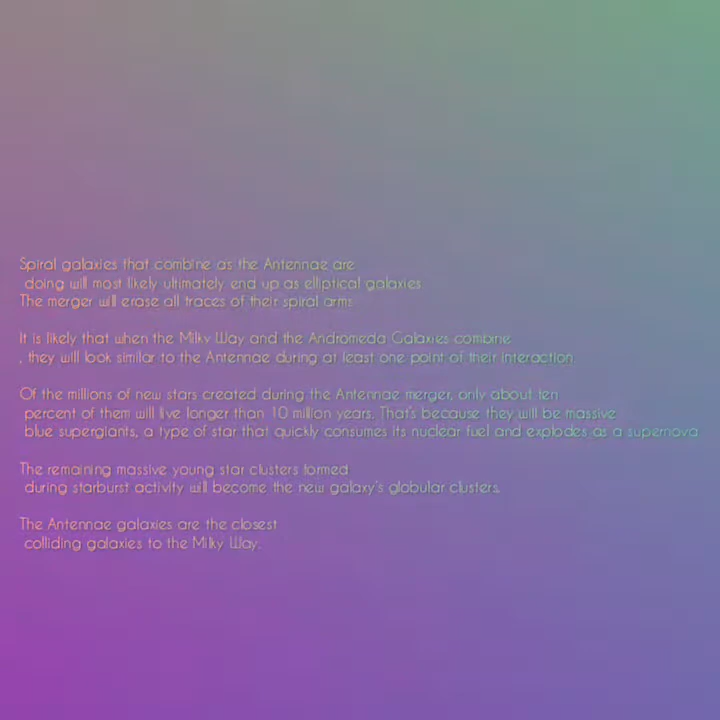 Spiral galaxies that combine as the Antennae are
doing will most likely ultimately end up as elliptical galaxies.
The merger will erase all traces of their spiral arms.
It is likely that when the Milky Way and the Andromeda Galaxies combine
, they will look similar to the Antennae during at least one point of their interaction.
Of the millions of new stars created during the Antennae merger, only about ten
percent of them will live longer than 10 million years. That's because they will be massive
blue supergiants, a type of star that quickly consumes its nuclear fuel and explodes as a supernova.
The remaining massive young star clusters formed
during starburst activity will become the new galaxy's globular clusters.
The Antennae galaxies are the closest
colliding galaxies to the Milky Way.